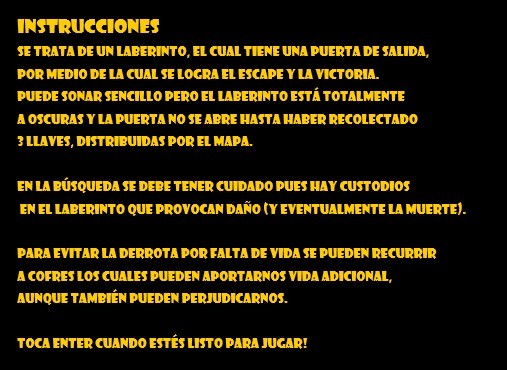 INSTRUCCIONES
SE TRATA DE UN LABERINTO, EL CUAL TIENE UNA PUERTA DE SALIDA,
POR MEDIO DE LA CUAL SE LOGRA EL ESCAPE Y LA VICTORIA.
PUEDE SONAR SENCILLO PERO EL LABERINTO ESTÁ TOTALMENTE
A OSCURAS Y LA PUERTA NO SE ABRE HASTA HABER RECOLECTADO
3 LLAVES, DISTRIBUIDAS POR EL MAPA.
EN LA BÚSQUEDA SE DEBE TENER CUIDADO PUES HAY CUSTODIOS
EN EL LABERINTO QUE PROVOCAN DAÑO (Y EVENTUALMENTE LA MUERTE).
PARA EVITAR LA DERROTA POR FALTA DE VIDA SE PUEDEN RECURRIR
A COFRES LOS CUALES PUEDEN APORTARNOS VIDA ADICIONAL,
AUNQUE TAMBIÉN PUEDEN PERJUDICARNOS.
TOCA ENTER CUANDO ESTÉS LISTO PARA JUGAR!